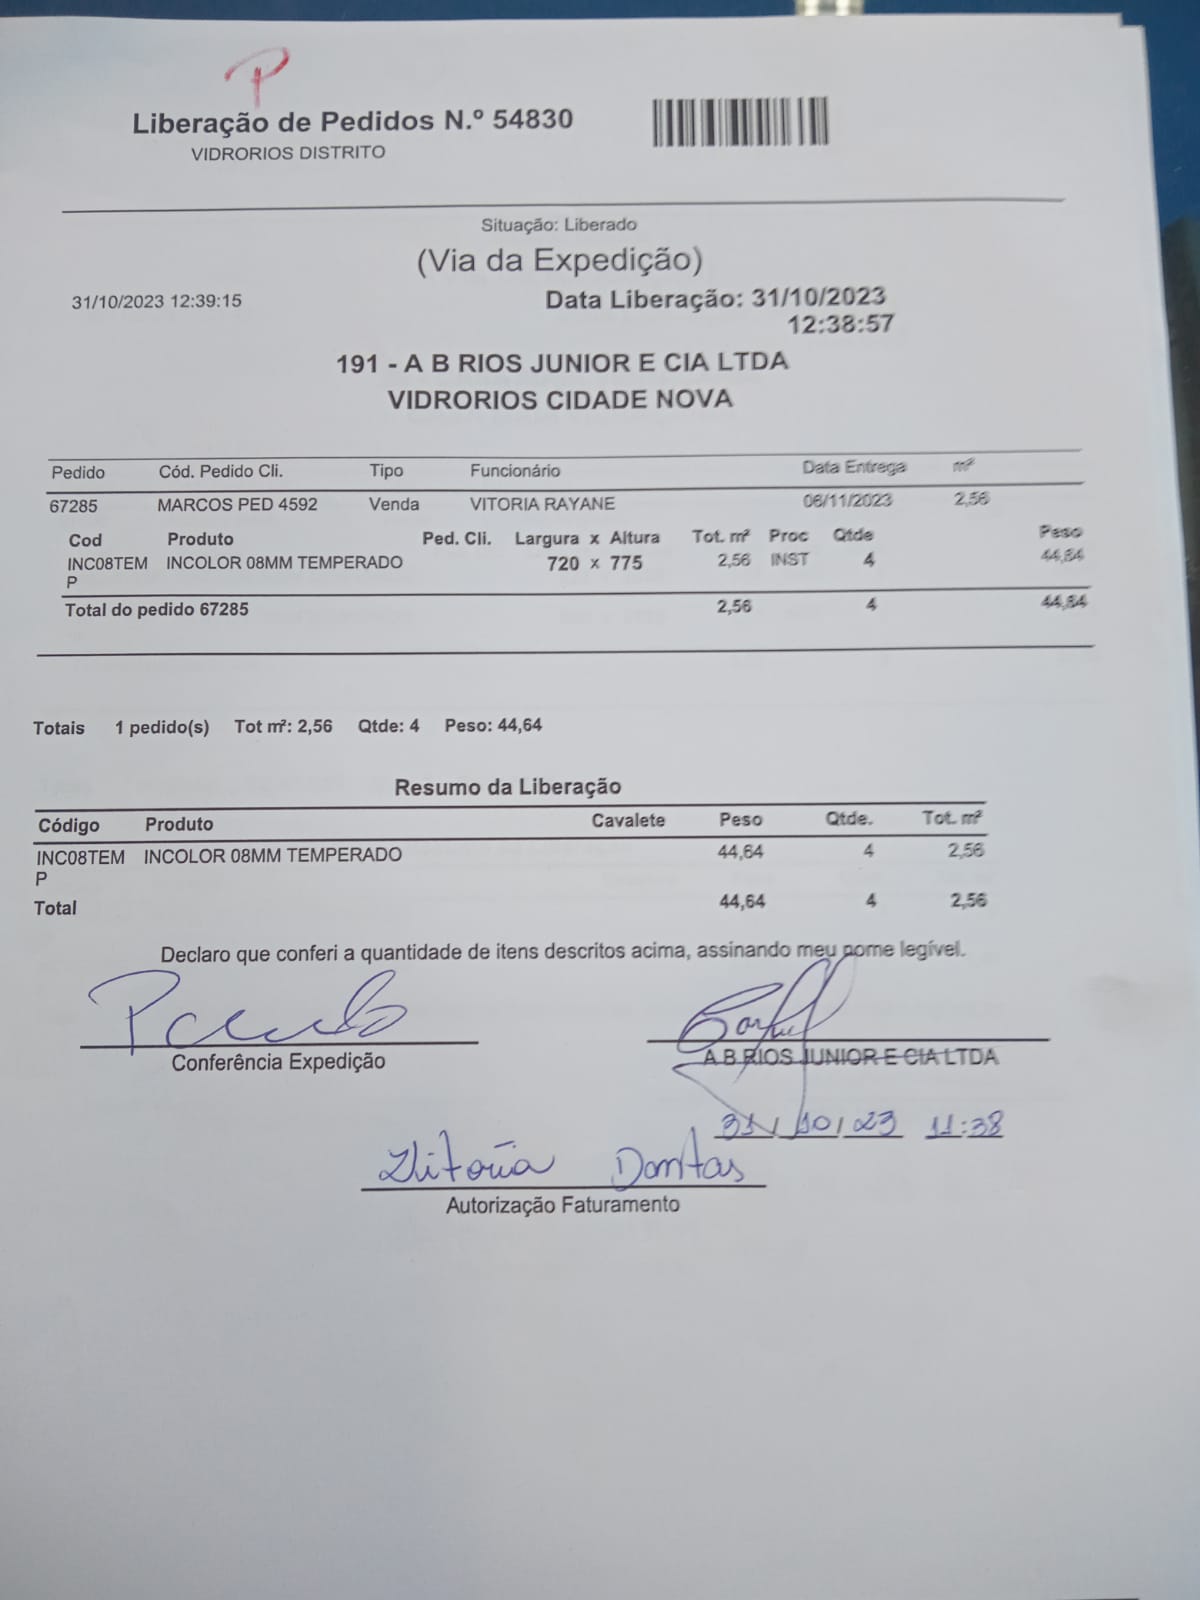 P
Liberação de Pedidos N.º 54830
VIDRORIOS DISTRITO
Situação: Liberado
(Via da Expedição)
31/10/2023 12:39:15
Data Liberação: 31/10/2023
12:38:57
191 - A B RIOS JUNIOR E CIA LTDA
VIDRORIOS CIDADE NOVA
Pedido Cód. Pedido Cli. Tipo Funcionário Data Entrega m²
67285 MARCOS PED 4592 Venda VITORIA RAYANE 06/11/2023 2,56
Cod Produto Ped. Cli. Largura x Altura Tot. m² Proc Qtde Peso
INC08TEM INCOLOR 08MM TEMPERADO 720 x 775 2,56 INST 4 44,64
P
Total do pedido 67285 2,56 4 44,64
Totais 1 pedido(s) Tot m²: 2,56 Qtde: 4 Peso: 44,64
Resumo da Liberação
Código Produto Cavalete Peso Qtde. Tot. m²
INC08TEM INCOLOR 08MM TEMPERADO 44,64 4 2,56
P
Total 44,64 4 2,56
Declaro que conferi a quantidade de itens descritos acima, assinando meu nome legível.
Conferência Expedição
A B RIOS JUNIOR E CIA LTDA
31/10/23 11:38
Vitoria Dantas
Autorização Faturamento